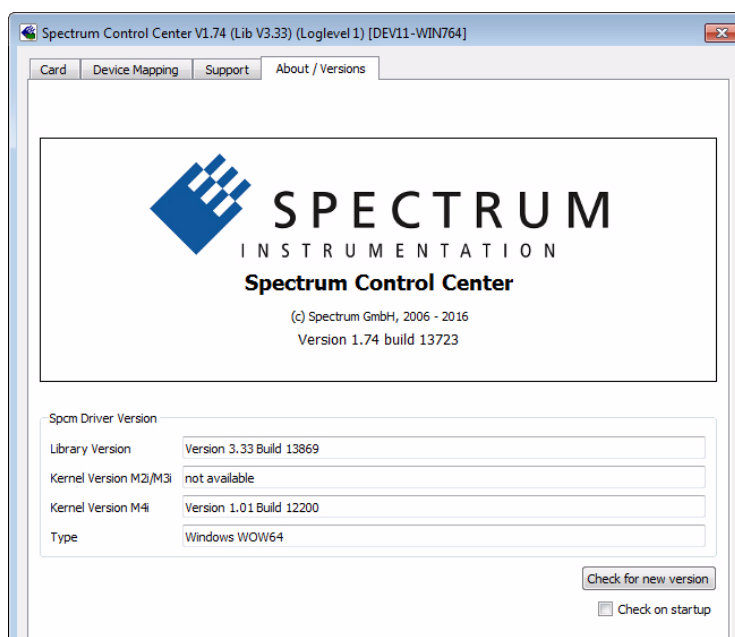 Spectrum Control Center V1.74 (Lib V3.33) (Loglevel 1) [DEV11-WIN764]
Card Device Mapping Support About / Versions
SPECTRUM
INSTRUMENTATION
Spectrum Control Center
(c) Spectrum GmbH, 2006 - 2016
Version 1.74 build 13723
Spcm Driver Version
Library Version Version 3.33 Build 13869
Kernel Version M2i/M3i not available
Kernel Version M4i Version 1.01 Build 12200
Type Windows WOW64
Check for new version
Check on startup